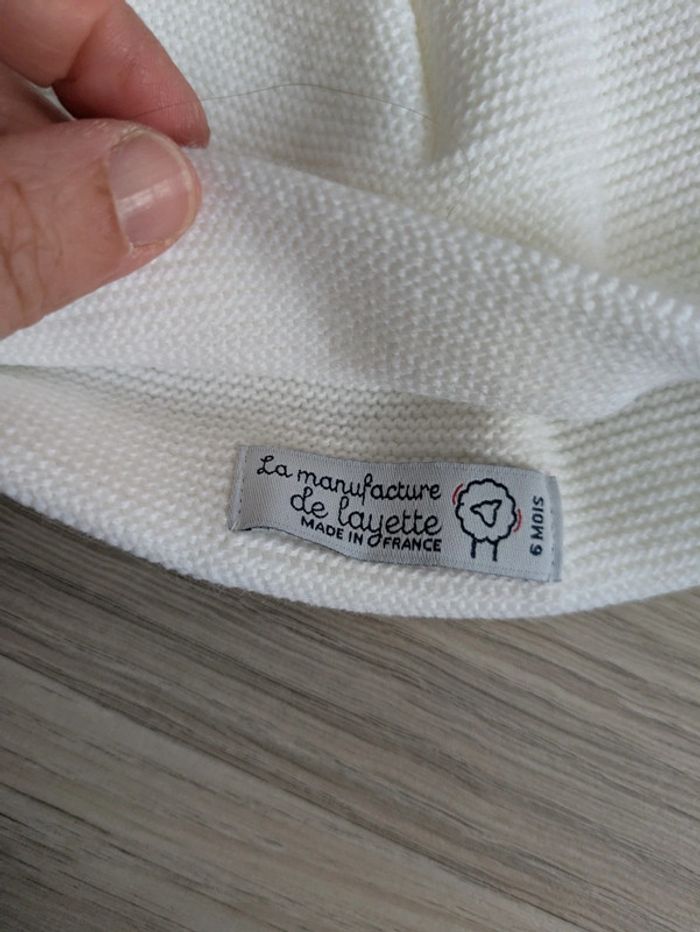 La manufacture
de layette
MADE IN FRANCE
6 MOIS